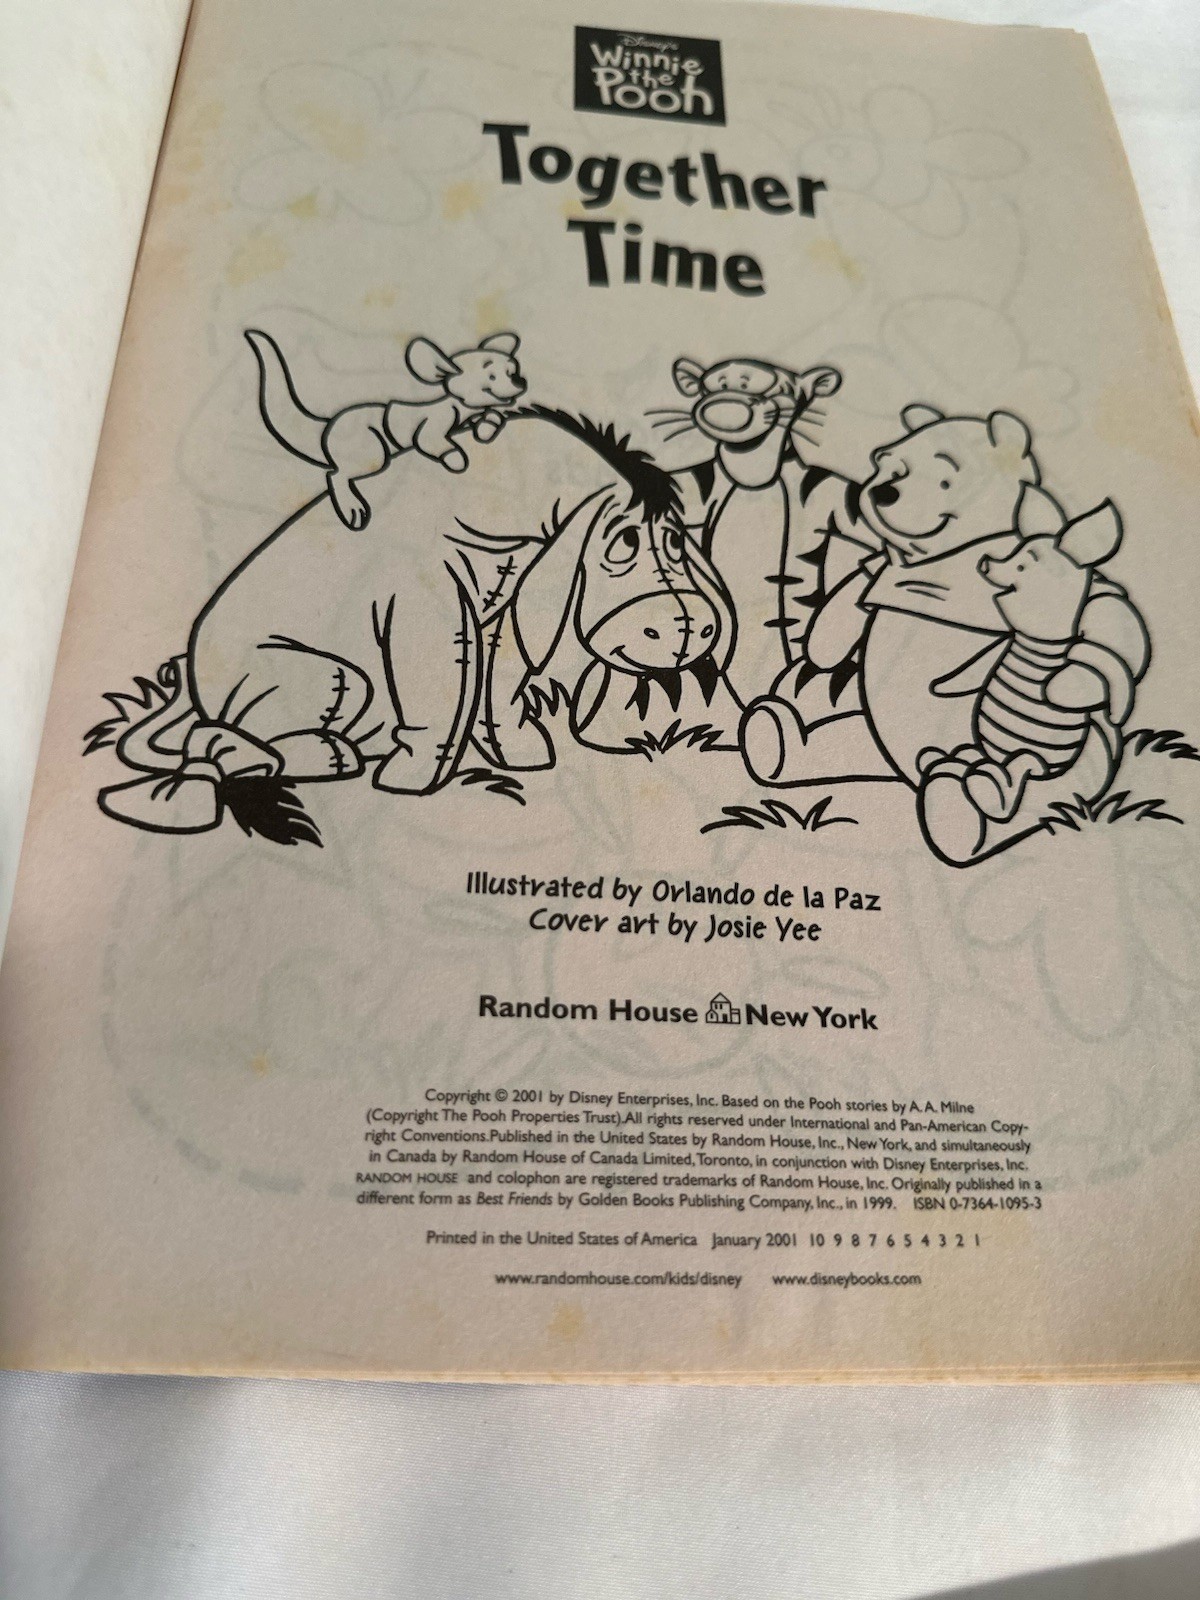 Disney's
Winnie
the
Pooh
Together
Time
Illustrated by Orlando de la Paz
Cover art by Josie Yee
Random House New York
Copyright © 2001 by Disney Enterprises, Inc. Based on the Pooh stories by A. A. Milne
(Copyright The Pooh Properties Trust).All rights reserved under International and Pan-American Copy-
right Conventions.Published in the United States by Random House, Inc., New York, and simultaneously
in Canada by Random House of Canada Limited, Toronto, in conjunction with Disney Enterprises, Inc.
RANDOM HOUSE and colophon are registered trademarks of Random House, Inc. Originally published in a
different form as Best Friends by Golden Books Publishing Company, Inc., in 1999. ISBN 0-7364-1095-3
Printed in the United States of America January 2001 10 9 8 7 6 5 4 3 2 1
www.randomhouse.com/kids/disney www.disneybooks.com